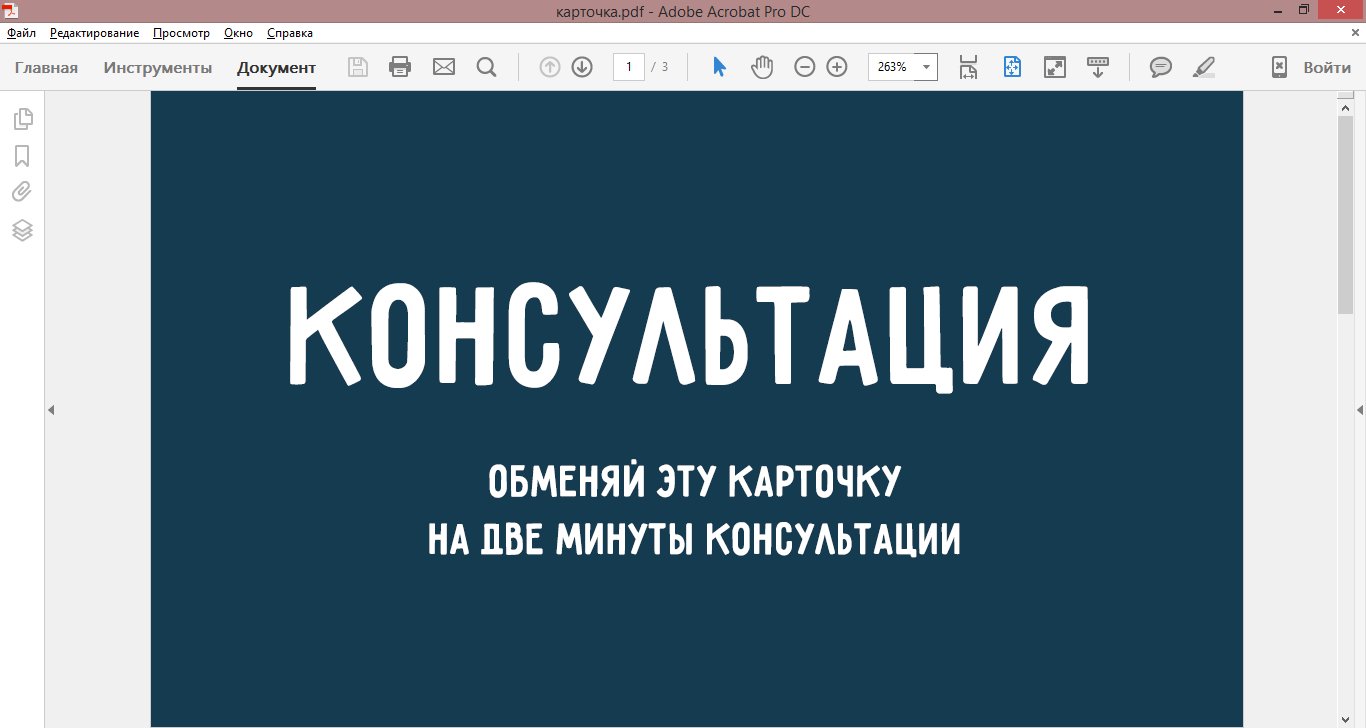 карточка.pdf - Adobe Acrobat Pro DC
Файл Редактирование Просмотр Окно Справка
Главная Инструменты Документ 1 / 3 263% Войти
КОНСУЛЬТАЦИЯ
ОБМЕНЯЙ ЭТУ КАРТОЧКУ
НА ДВЕ МИНУТЫ КОНСУЛЬТАЦИИ